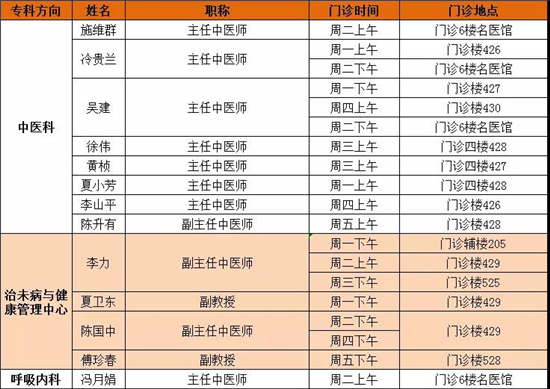 专科方向 姓名 职称 门诊时间 门诊地点
中医科 施维群 主任中医师 周二上午 门诊6楼名医馆
冷贵兰 主任中医师 周一上午 门诊楼426
周二下午 门诊6楼名医馆
吴建 主任中医师 周一下午 门诊楼427
周四上午 门诊楼430
周二下午 门诊6楼名医馆
徐伟 主任中医师 周三上午 门诊四楼428
黄桢 主任中医师 周三上午 门诊四楼427
夏小芳 主任中医师 周一上午 门诊四楼428
李山平 主任中医师 周四上午 门诊楼426
陈升有 副主任中医师 周五上午 门诊楼428
治未病与健康管理中心 李力 副主任中医师 周一下午 门诊辅楼205
周二上午 门诊楼429
周三下午 门诊楼525
夏卫东 副教授 周一下午 门诊楼429
陈国中 副主任中医师 周二下午 门诊楼429
周四下午
傅珍春 副教授 周五下午 门诊楼528
呼吸内科 冯月娟 主任中医师 周二上午 门诊6楼名医馆